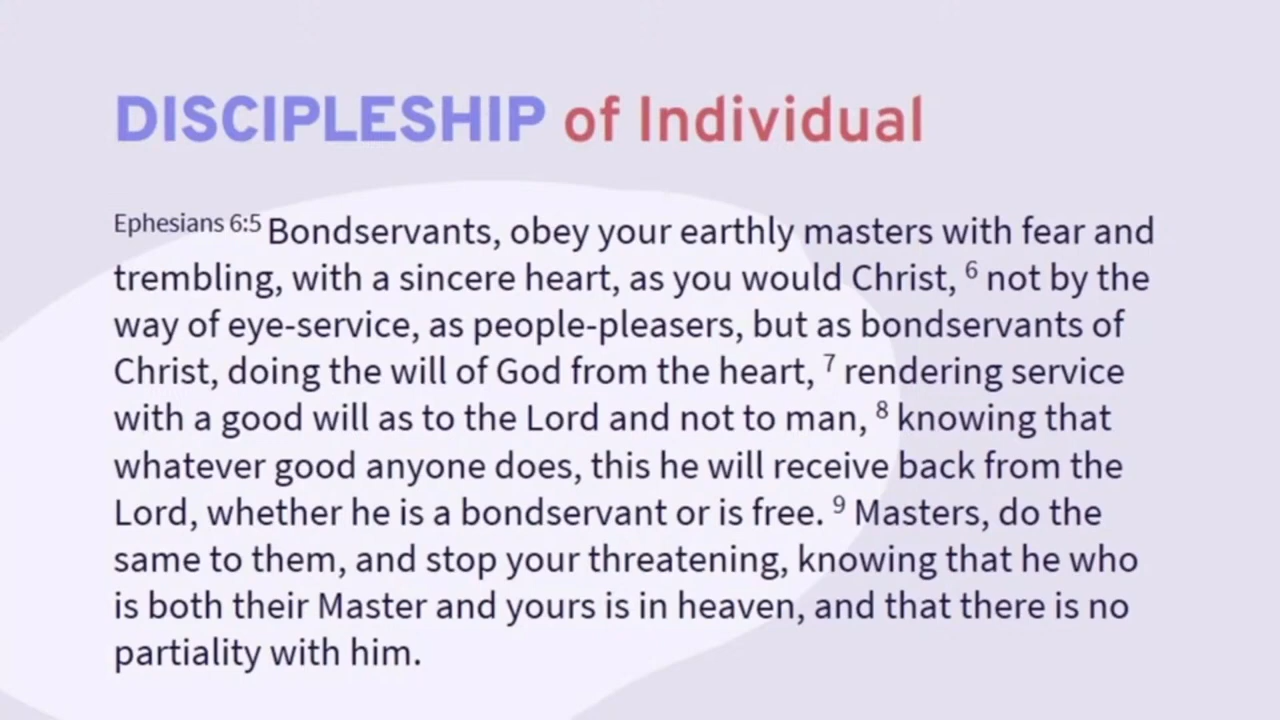 DISCIPLESHIP of Individual
Ephesians 6:5 Bondservants, obey your earthly masters with fear and
trembling, with a sincere heart, as you would Christ, 6 not by the
way of eye-service, as people-pleasers, but as bondservants of
Christ, doing the will of God from the heart, 7 rendering service
with a good will as to the Lord and not to man, 8 knowing that
whatever good anyone does, this he will receive back from the
Lord, whether he is a bondservant or is free. 9 Masters, do the
same to them, and stop your threatening, knowing that he who
is both their Master and yours is in heaven, and that there is no
partiality with him.